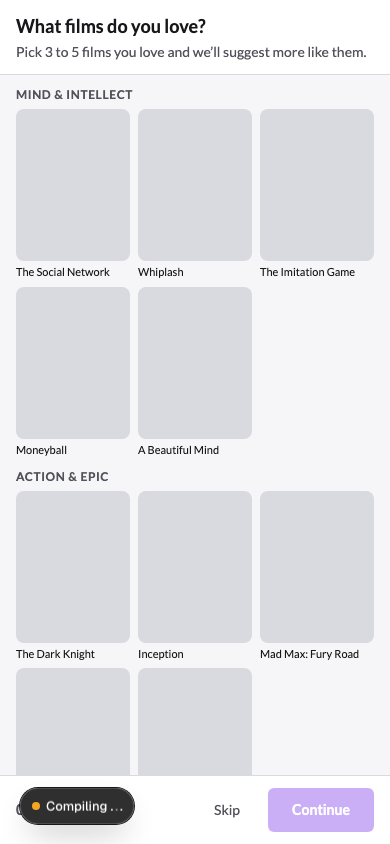 What films do you love?
Pick 3 to 5 films you love and we’ll suggest more like them.
MIND & INTELLECT
The Social Network
Whiplash
The Imitation Game
Moneyball
A Beautiful Mind
ACTION & EPIC
The Dark Knight
Inception
Mad Max: Fury Road
Compiling ...
Skip
Continue